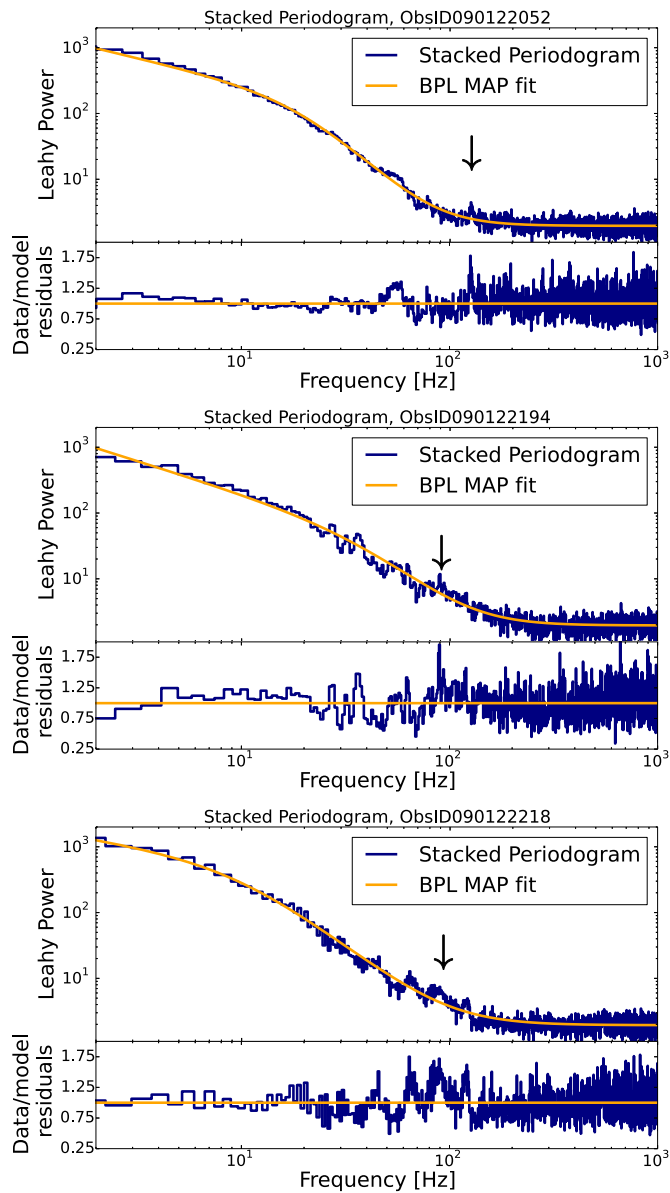 Stacked Periodogram, ObsID090122052
Leahy Power
10³
10²
10¹
Stacked Periodogram
BPL MAP fit
Data/model
residuals
1.75
1.25
0.75
0.25
10¹
10²
10³
Frequency [Hz]
Stacked Periodogram, ObsID090122194
Leahy Power
10³
10²
10¹
Stacked Periodogram
BPL MAP fit
Data/model
residuals
1.75
1.25
0.75
0.25
10¹
10²
10³
Frequency [Hz]
Stacked Periodogram, ObsID090122218
Leahy Power
10³
10²
10¹
Stacked Periodogram
BPL MAP fit
Data/model
residuals
1.75
1.25
0.75
0.25
10¹
10²
10³
Frequency [Hz]